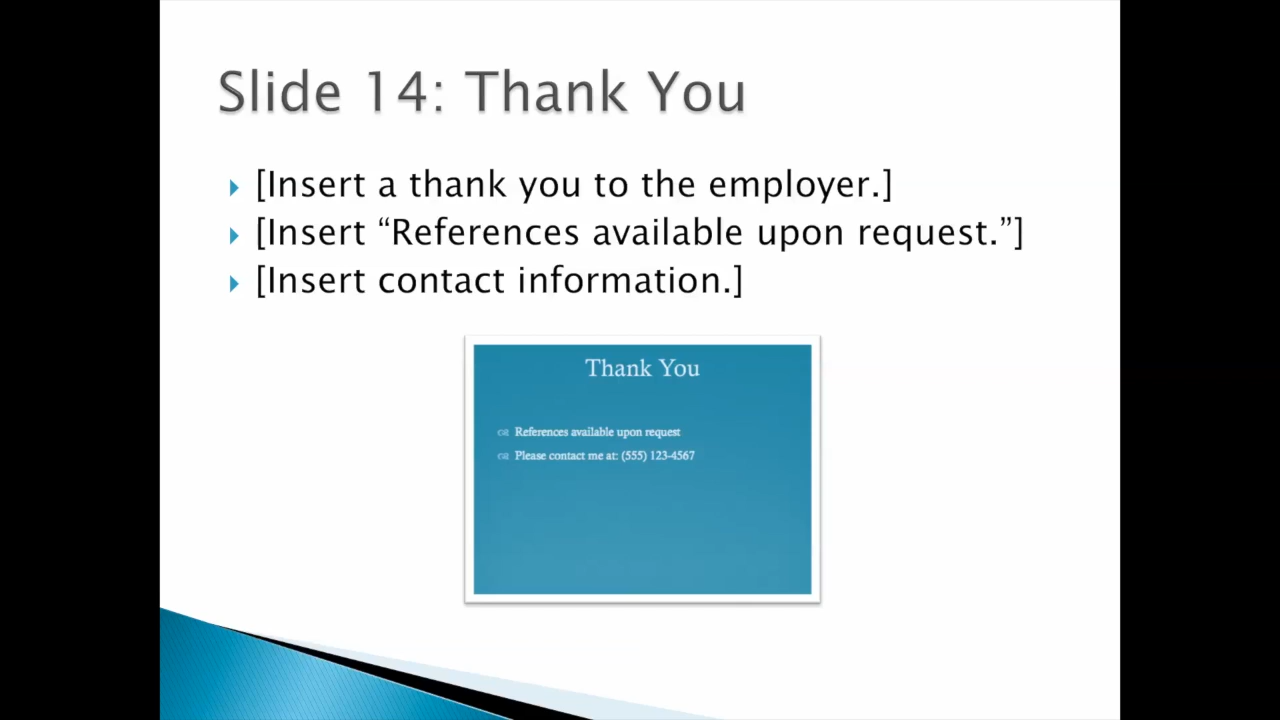 Slide 14: Thank You
[Insert a thank you to the employer.]
[Insert “References available upon request.”]
[Insert contact information.]
Thank You
References available upon request
Please contact me at: (555) 123-4567